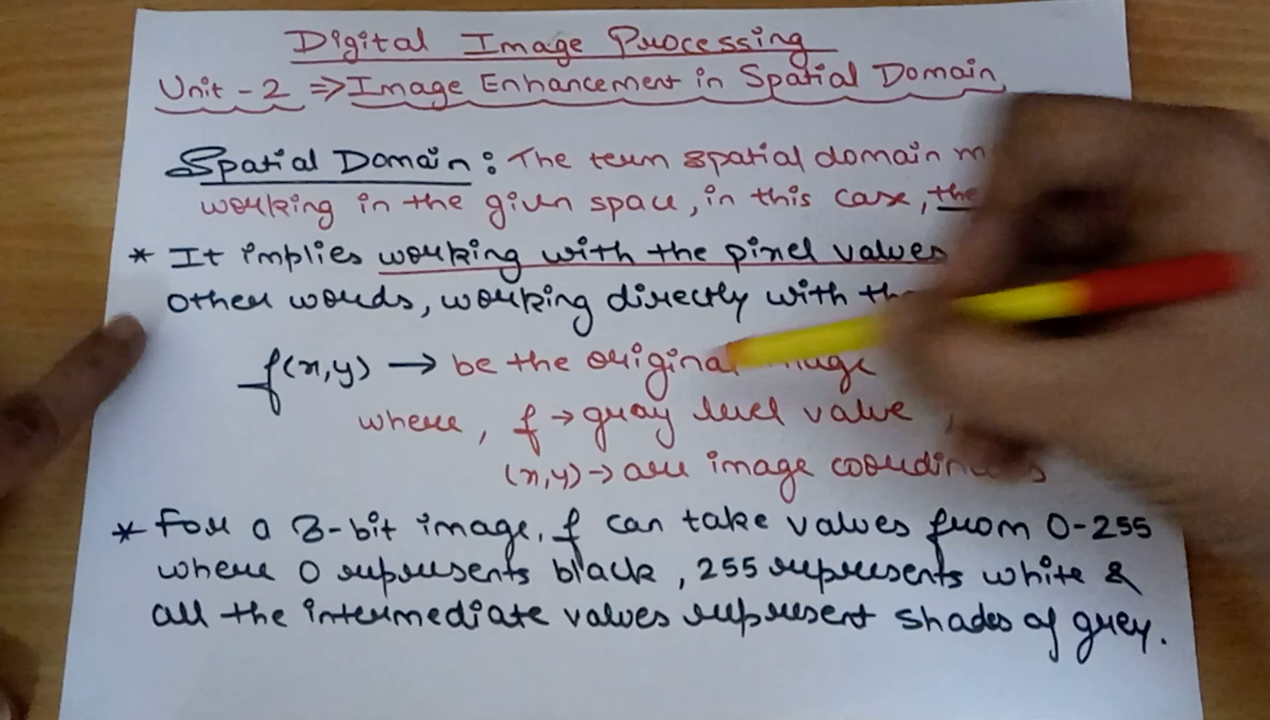 Digital Image Processing
Unit - 2 ⇒ Image Enhancement in Spatial Domain
Spatial Domain: The term spatial domain
working in the given space, in this case, the
* It implies working with the pixel values
other words, working directly with
f(x,y) → be the original
where, f → gray level value,
(x,y) → are image coordinates
* For a 8-bit image, f can take values from 0-255
where 0 represents black, 255 represents white &
all the intermediate values represent shades of grey.